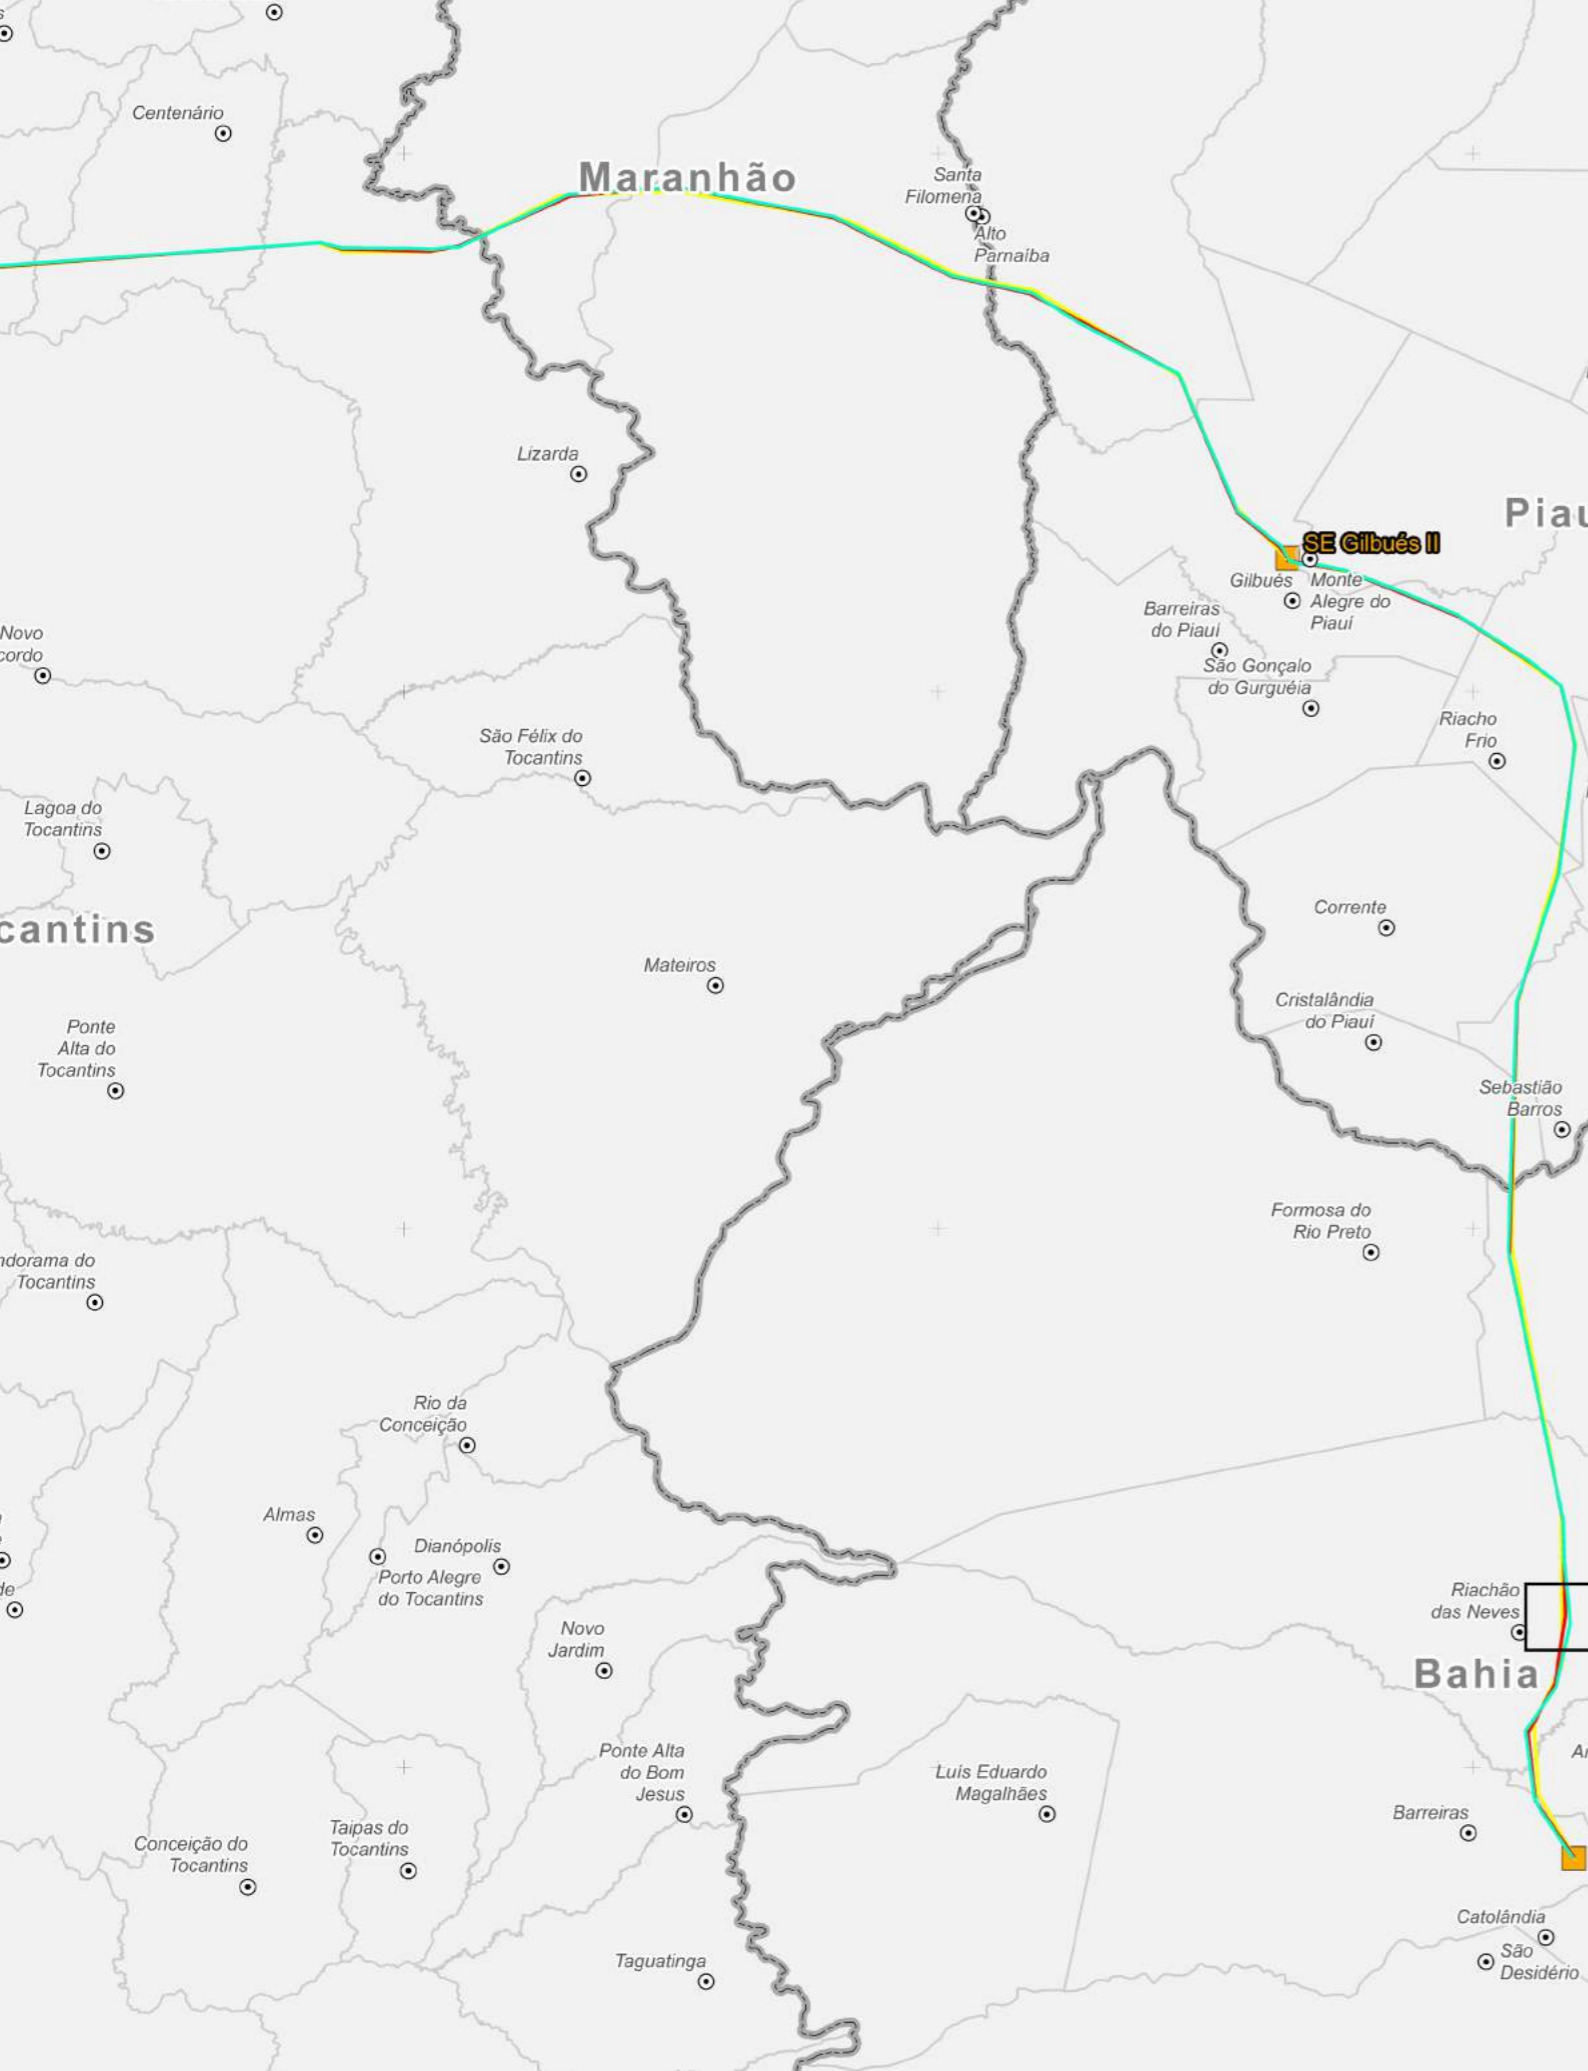 Centenário
Maranhão
Santa
Filomena
Alto
Parnaíba
Lizarda
Piau
SE Gilbués II
Gilbués
Monte
Alegre do
Piauí
Barreiras
do Piauí
São Gonçalo
do Gurguéia
Novo
cordo
Riacho
Frio
São Félix do
Tocantins
Lagoa do
Tocantins
cantins
Corrente
Mateiros
Cristalândia
do Piauí
Ponte
Alta do
Tocantins
Sebastião
Barros
Formosa do
Rio Preto
ndorama do
Tocantins
Rio da
Conceição
Almas
Dianópolis
Porto Alegre
do Tocantins
de
Riachão
das Neves
Novo
Jardim
Bahia
Ponte Alta
do Bom
Jesus
Luis Eduardo
Magalhães
Barreiras
Conceição do
Tocantins
Taipas do
Tocantins
Catolândia
São
Desidério
Taguatinga